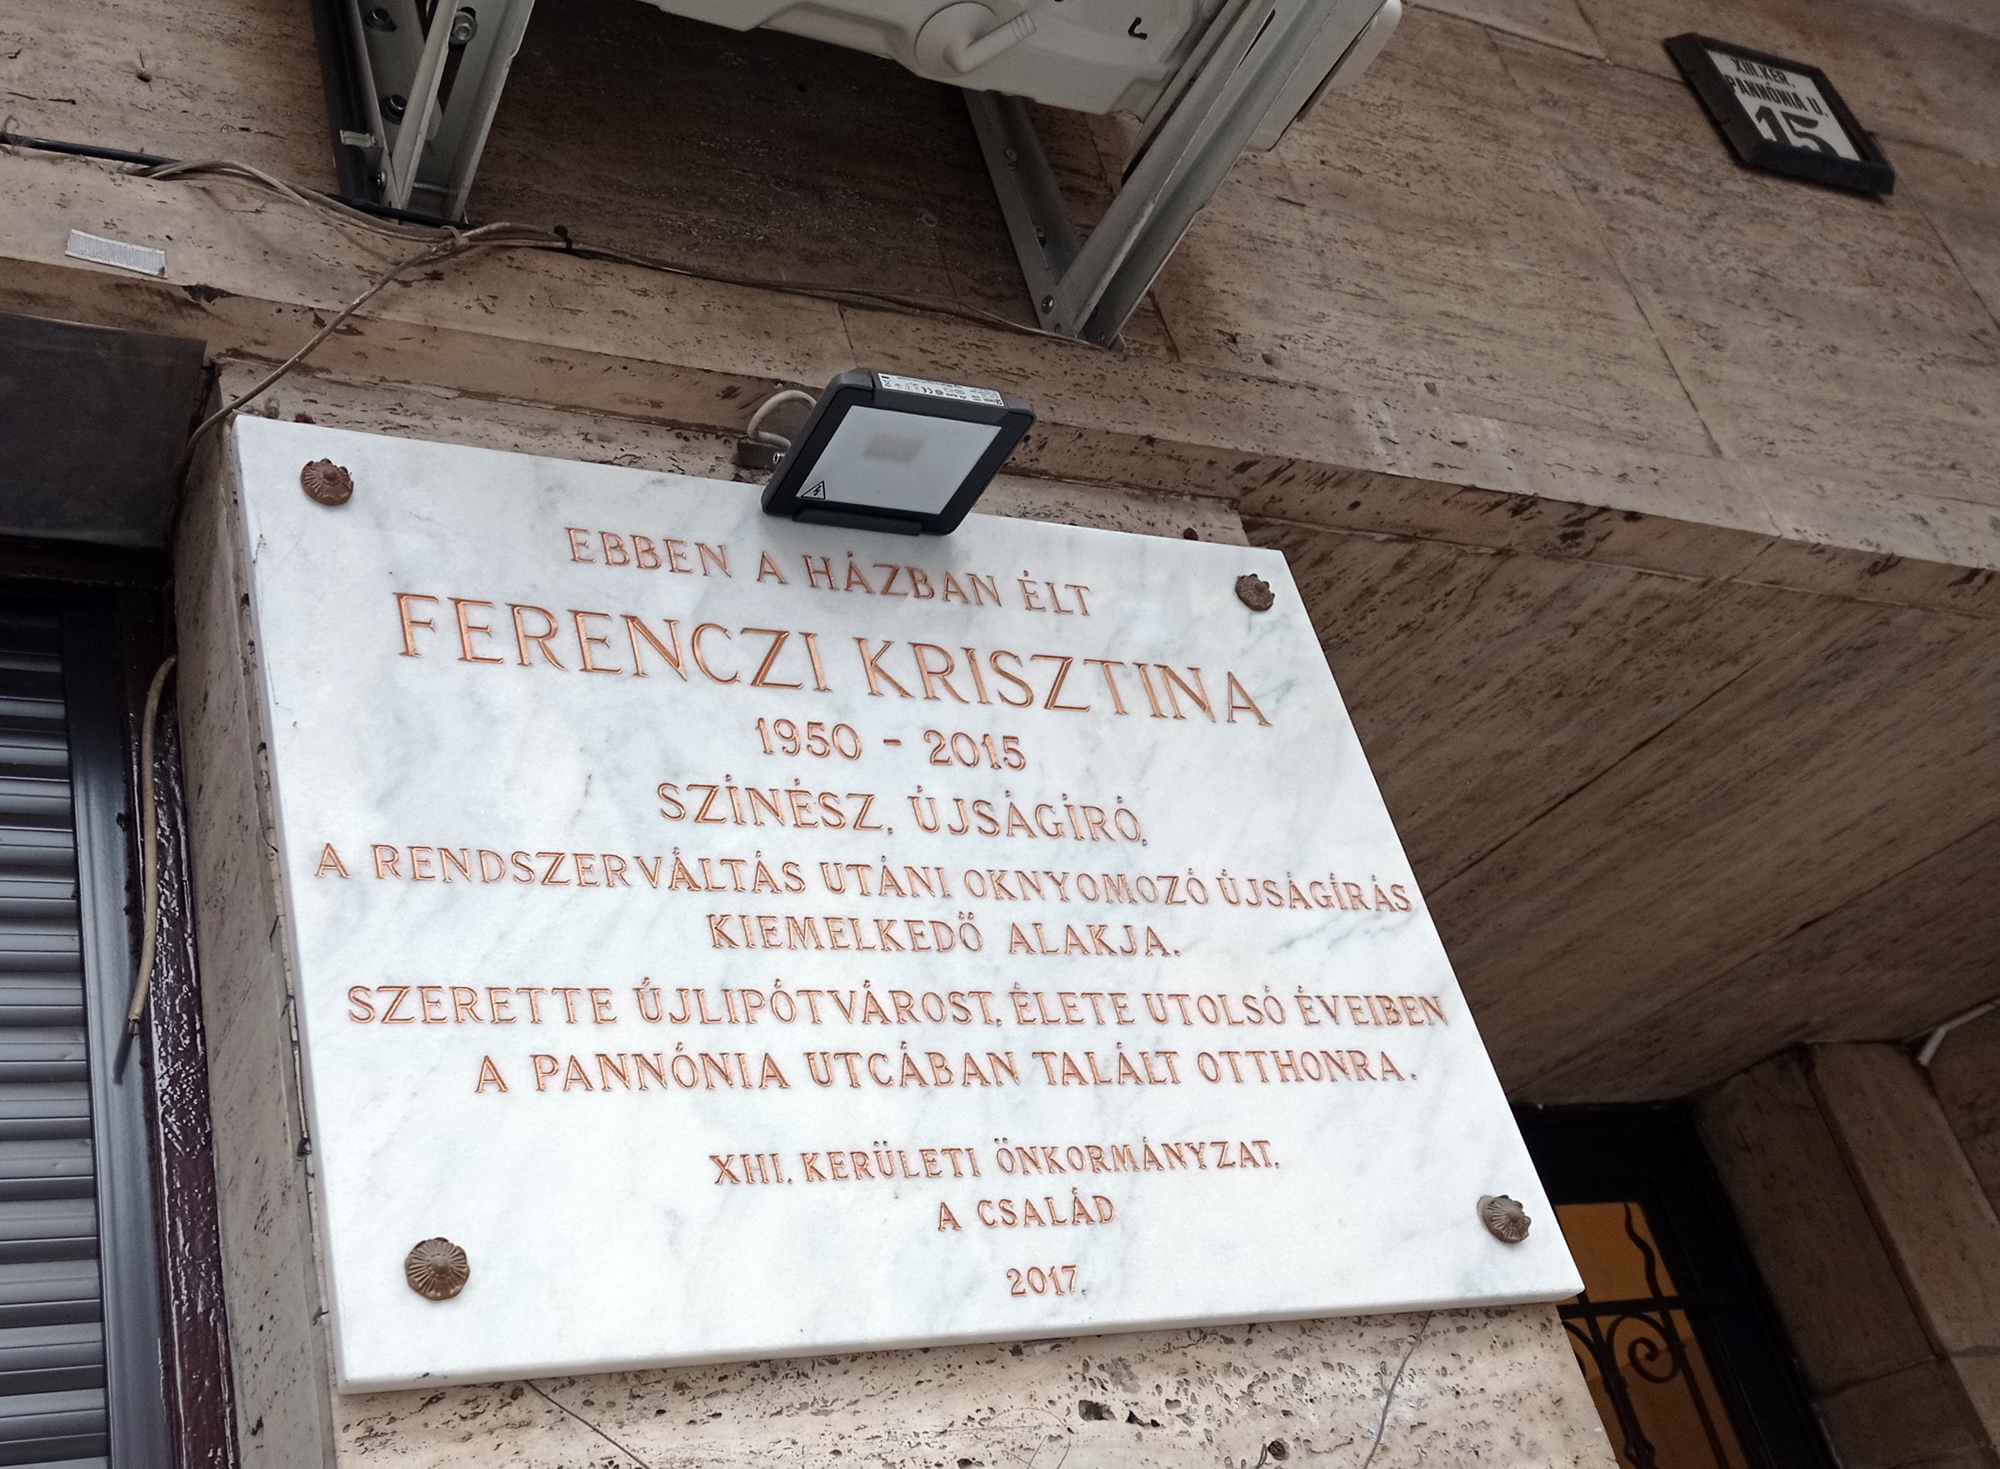 XIII. KER.
PANNÓNIA U.
15
EBBEN A HÁZBAN ÉLT
FERENCZI KRISZTINA
1950 - 2015
SZÍNÉSZ, ÚJSÁGÍRÓ,
A RENDSZERVÁLTÁS UTÁNI OKNYOMOZÓ ÚJSÁGÍRÁS
KIEMELKEDŐ ALAKJA.
SZERETTE ÚJLIPÓTVÁROST, ÉLETE UTOLSÓ ÉVEIBEN
A PANNÓNIA UTCÁBAN TALÁLT OTTHONRA.
XIII. KERÜLETI ÖNKORMÁNYZAT,
A CSALÁD
2017.